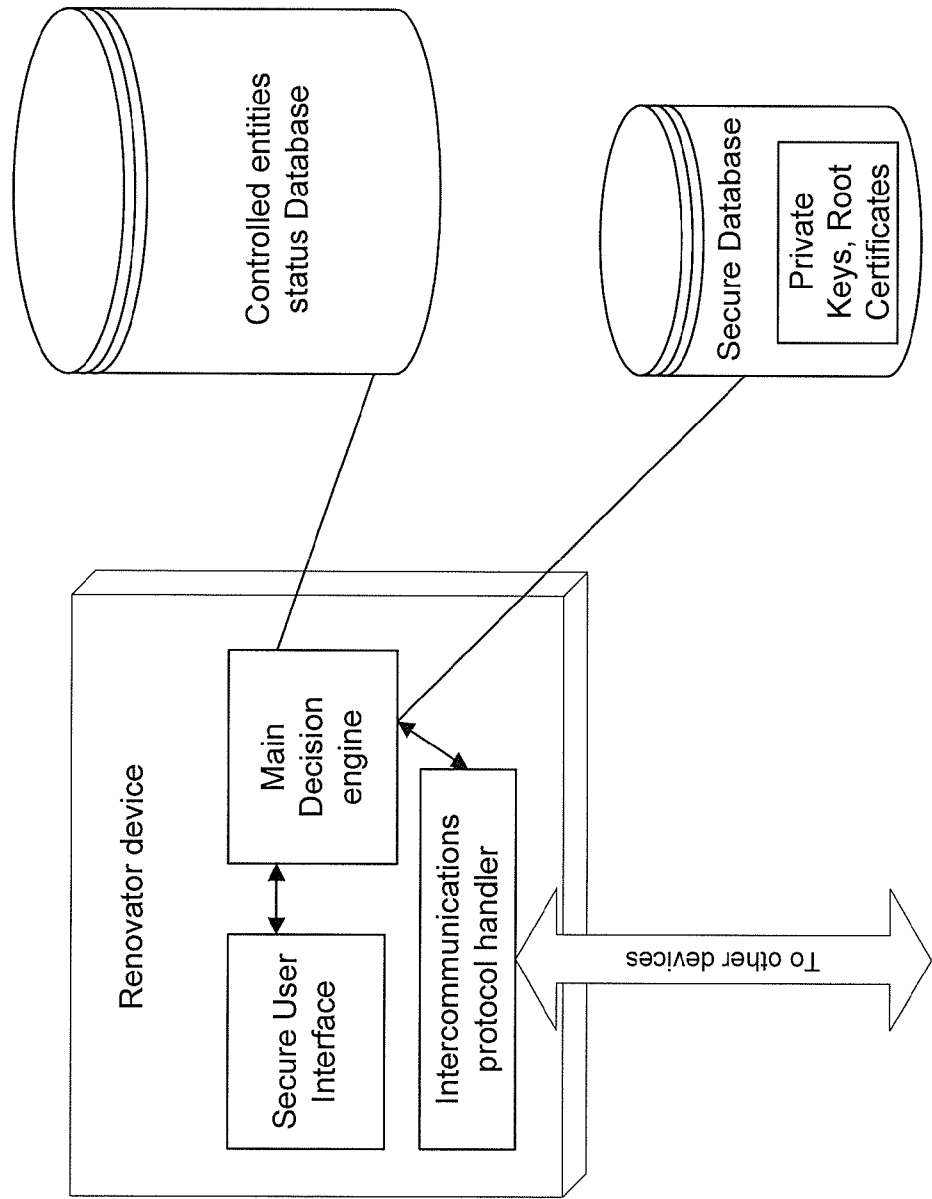 Renovator device
Secure User
Interface
Main
Decision
engine
Intercommunications
protocol handler
To other devices
Controlled entities
status Database
Secure Database
Private
Keys, Root
Certificates